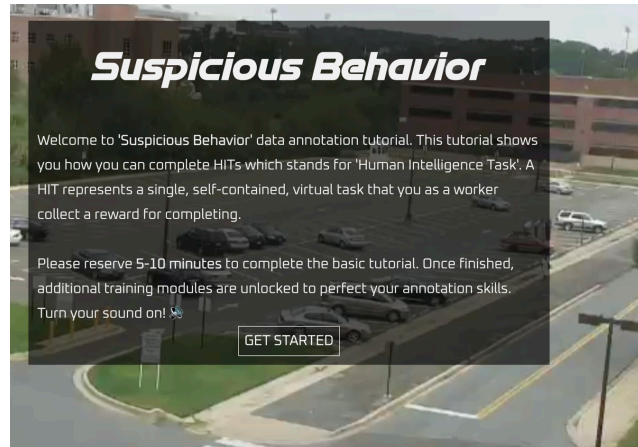 Suspicious Behavior
Welcome to 'Suspicious Behavior' data annotation tutorial. This tutorial shows
you how you can complete HITs which stands for 'Human Intelligence Task'. A
HIT represents a single, self-contained, virtual task that you as a worker
collect a reward for completing.
Please reserve 5-10 minutes to complete the basic tutorial. Once finished,
additional training modules are unlocked to perfect your annotation skills.
Turn your sound on! 🔊
GET STARTED